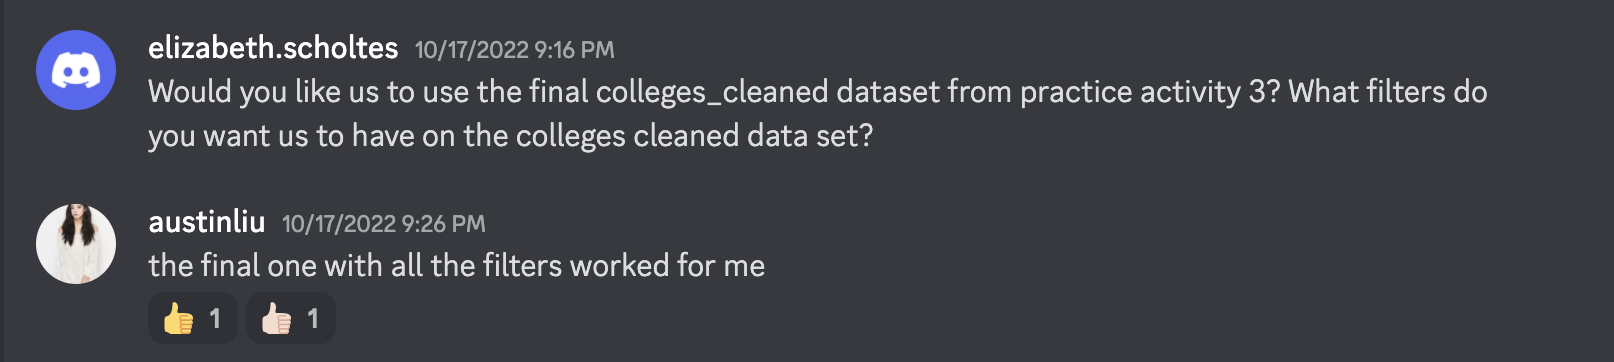 elizabeth.scholtes 10/17/2022 9:16 PM
Would you like us to use the final colleges_cleaned dataset from practice activity 3? What filters do
you want us to have on the colleges cleaned data set?
austinliu 10/17/2022 9:26 PM
the final one with all the filters worked for me
👍 1 👍🏻 1